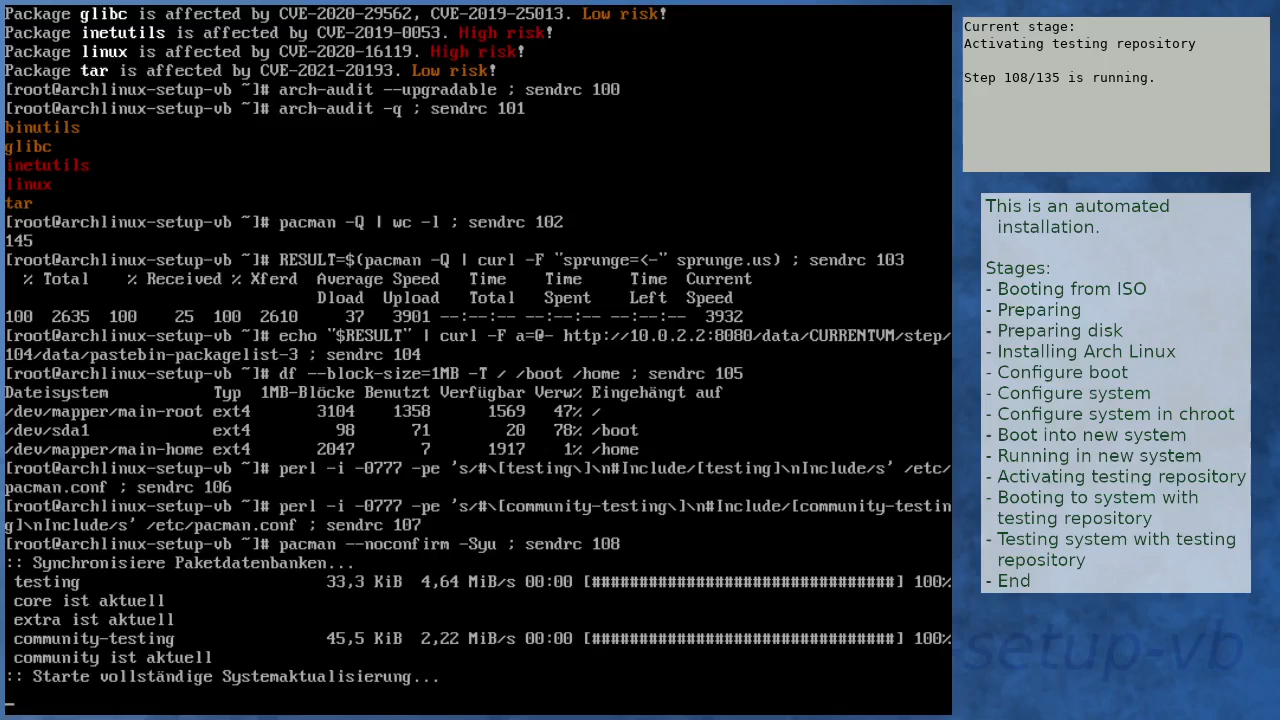 Package glibc is affected by CVE-2020-29562, CVE-2019-25013. Low risk!
Package inetutils is affected by CVE-2019-0053. High risk!
Package linux is affected by CVE-2020-16119. High risk!
Package tar is affected by CVE-2021-20193. Low risk!
[root@archlinux-setup-vb ~]# arch-audit --upgradable ; sendrc 100
[root@archlinux-setup-vb ~]# arch-audit -q ; sendrc 101
binutils
glibc
inetutils
linux
tar
[root@archlinux-setup-vb ~]# pacman -Q | wc -l ; sendrc 102
145
[root@archlinux-setup-vb ~]# RESULT=$(pacman -Q | curl -F "sprunge=<-" sprunge.us) ; sendrc 103
  % Total    % Received % Xferd  Average Speed   Time    Time     Time  Current
                                 Dload  Upload   Total   Spent    Left  Speed
100  2635  100    25  100  2610     37   3901 --:--:-- --:--:-- --:--:--  3932
[root@archlinux-setup-vb ~]# echo "$RESULT" | curl -F a=@- http://10.0.2.2:8080/data/CURRENTVM/step/
104/data/pastebin-packagelist-3 ; sendrc 104
[root@archlinux-setup-vb ~]# df --block-size=1MB -T / /boot /home ; sendrc 105
Dateisystem           Typ  1MB-Blöcke Benutzt Verfügbar Verw% Eingehängt auf
/dev/mapper/main-root ext4       3104    1358      1569   47% /
/dev/sda1             ext4         98      71        20   78% /boot
/dev/mapper/main-home ext4       2047       7      1917    1% /home
[root@archlinux-setup-vb ~]# perl -i -0777 -pe 's/#\[testing\]\n#Include/[testing]\nInclude/s' /etc/
pacman.conf ; sendrc 106
[root@archlinux-setup-vb ~]# perl -i -0777 -pe 's/#\[community-testing\]\n#Include/[community-testin
g]\nInclude/s' /etc/pacman.conf ; sendrc 107
[root@archlinux-setup-vb ~]# pacman --noconfirm -Syu ; sendrc 108
:: Synchronisiere Paketdatenbanken...
 testing                          33,3 KiB  4,64 MiB/s 00:00 [################################] 100%
 core ist aktuell
 extra ist aktuell
 community-testing                45,5 KiB  2,22 MiB/s 00:00 [################################] 100%
 community ist aktuell
:: Starte vollständige Systemaktualisierung...
_
Current stage:
Activating testing repository
Step 108/135 is running.
This is an automated
installation.
Stages:
- Booting from ISO
- Preparing
- Preparing disk
- Installing Arch Linux
- Configure boot
- Configure system
- Configure system in chroot
- Boot into new system
- Running in new system
- Activating testing repository
- Booting to system with
testing repository
- Testing system with testing
repository
- End
-setup-vb